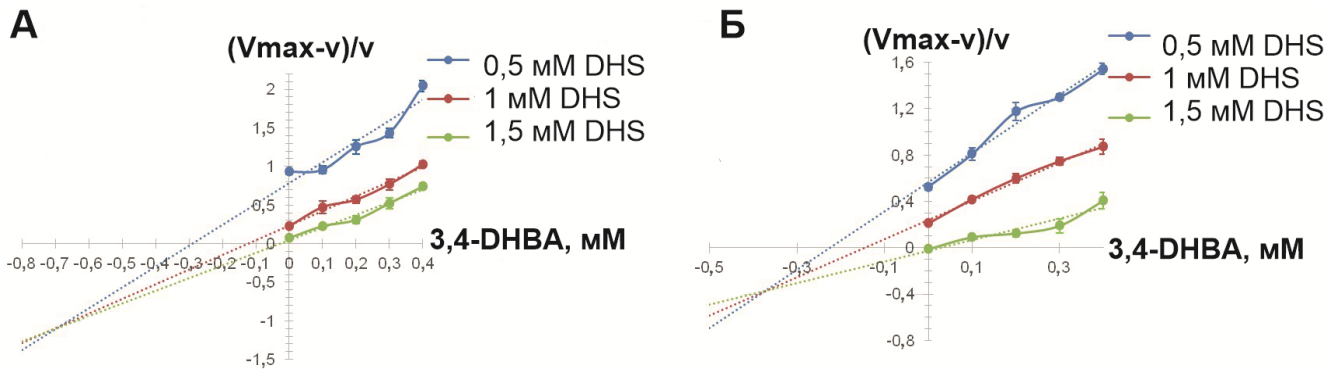 А
(Vmax-v)/v
0,5 мМ DHS
1 мМ DHS
1,5 мМ DHS
2
1,5
1
0,5
0
-0,5
-1
-1,5
-0,8 -0,7 -0,6 -0,5 -0,4 -0,3 -0,2 -0,1 0 0,1 0,2 0,3 0,4
3,4-DHBA, мМ
Б
(Vmax-v)/v
0,5 мМ DHS
1 мМ DHS
1,5 мМ DHS
1,6
1,2
0,8
0,4
0
-0,4
-0,8
-0,5 -0,3 -0,1 0,1 0,3
3,4-DHBA, мМ